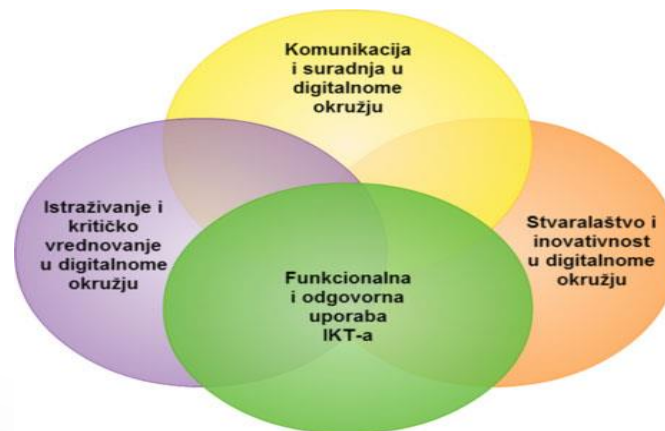 Komunikacija
i suradnja u
digitalnome
okružju
Istraživanje i
kritičko
vrednovanje
u digitalnome
okružju
Stvaralaštvo i
inovativnost
u digitalnome
okružju
Funkcionalna
i odgovorna
uporaba
IKT-a